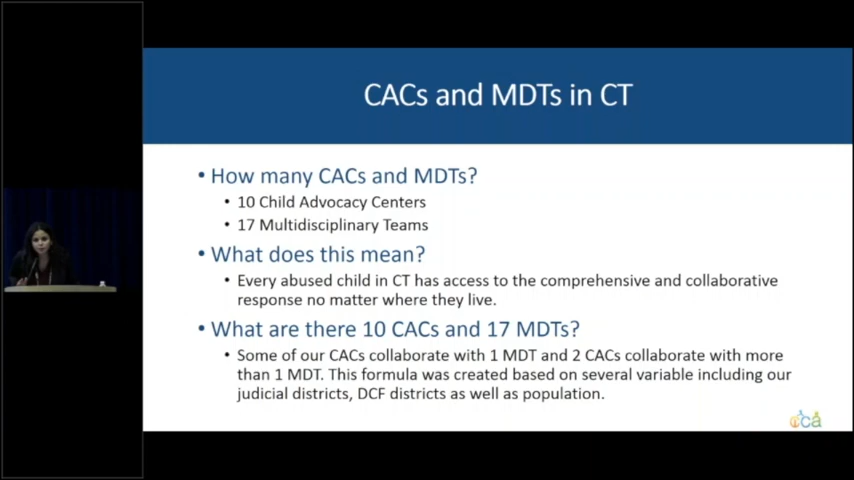 CACs and MDTs in CT
• How many CACs and MDTs?
• 10 Child Advocacy Centers
• 17 Multidisciplinary Teams
• What does this mean?
• Every abused child in CT has access to the comprehensive and collaborative
response no matter where they live.
• What are there 10 CACs and 17 MDTs?
• Some of our CACs collaborate with 1 MDT and 2 CACs collaborate with more
than 1 MDT. This formula was created based on several variable including our
judicial districts, DCF districts as well as population.
cca